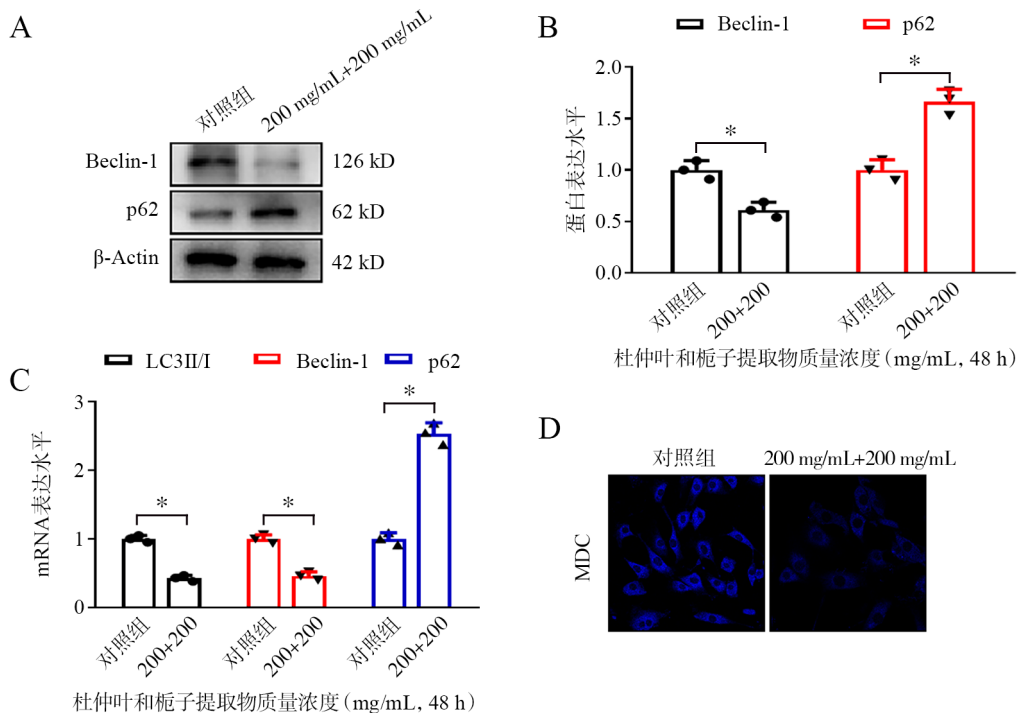 A
对照组
200 mg/mL+200 mg/mL
Beclin-1
126 kD
p62
62 kD
β-Actin
42 kD
B
Beclin-1
p62
蛋白表达水平
2.0
1.5
1.0
0.5
0.0
*
*
对照组
200+200
对照组
200+200
杜仲叶和栀子提取物质量浓度(mg/mL, 48 h)
C
LC3II/I
Beclin-1
p62
mRNA表达水平
3
2
1
0
*
*
*
对照组
200+200
对照组
200+200
对照组
200+200
杜仲叶和栀子提取物质量浓度(mg/mL, 48 h)
D
对照组
200 mg/mL+200 mg/mL
MDC